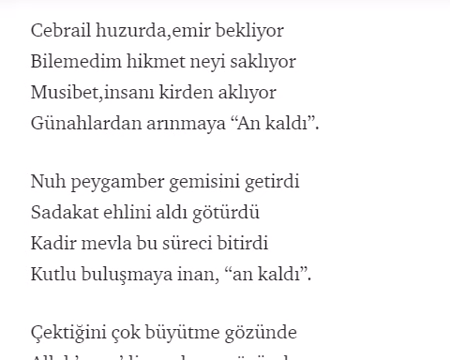 Cebrail huzurda,emir bekliyor
Bilemedim hikmet neyi saklıyor
Musibet,insanı kirden aklıyor
Günahlardan arınmaya “An kaldı”.
Nuh peygamber gemisini getirdi
Sadakat ehlini aldı götürdü
Kadir mevla bu süreci bitirdi
Kutlu buluşmaya inan, “an kaldı”.
Çektiğini çok büyütme gözünde